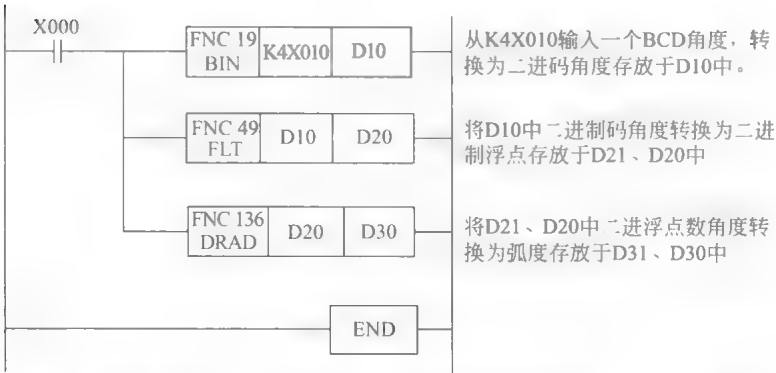 X000
FNC 19
BIN
K4X010
D10
从K4X010输入一个BCD角度，转
换为二进码角度存放于D10中。
FNC 49
FLT
D10
D20
将D10中二进制码角度转换为二进
制浮点存放于D21、D20中
FNC 136
DRAD
D20
D30
将D21、D20中二进浮点数角度转
换为弧度存放于D31、D30中
END